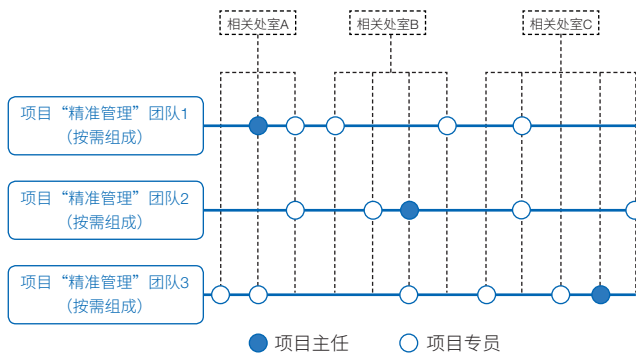 相关处室A
相关处室B
相关处室C
项目“精准管理”团队1
（按需组成）
项目“精准管理”团队2
（按需组成）
项目“精准管理”团队3
（按需组成）
项目主任
项目专员